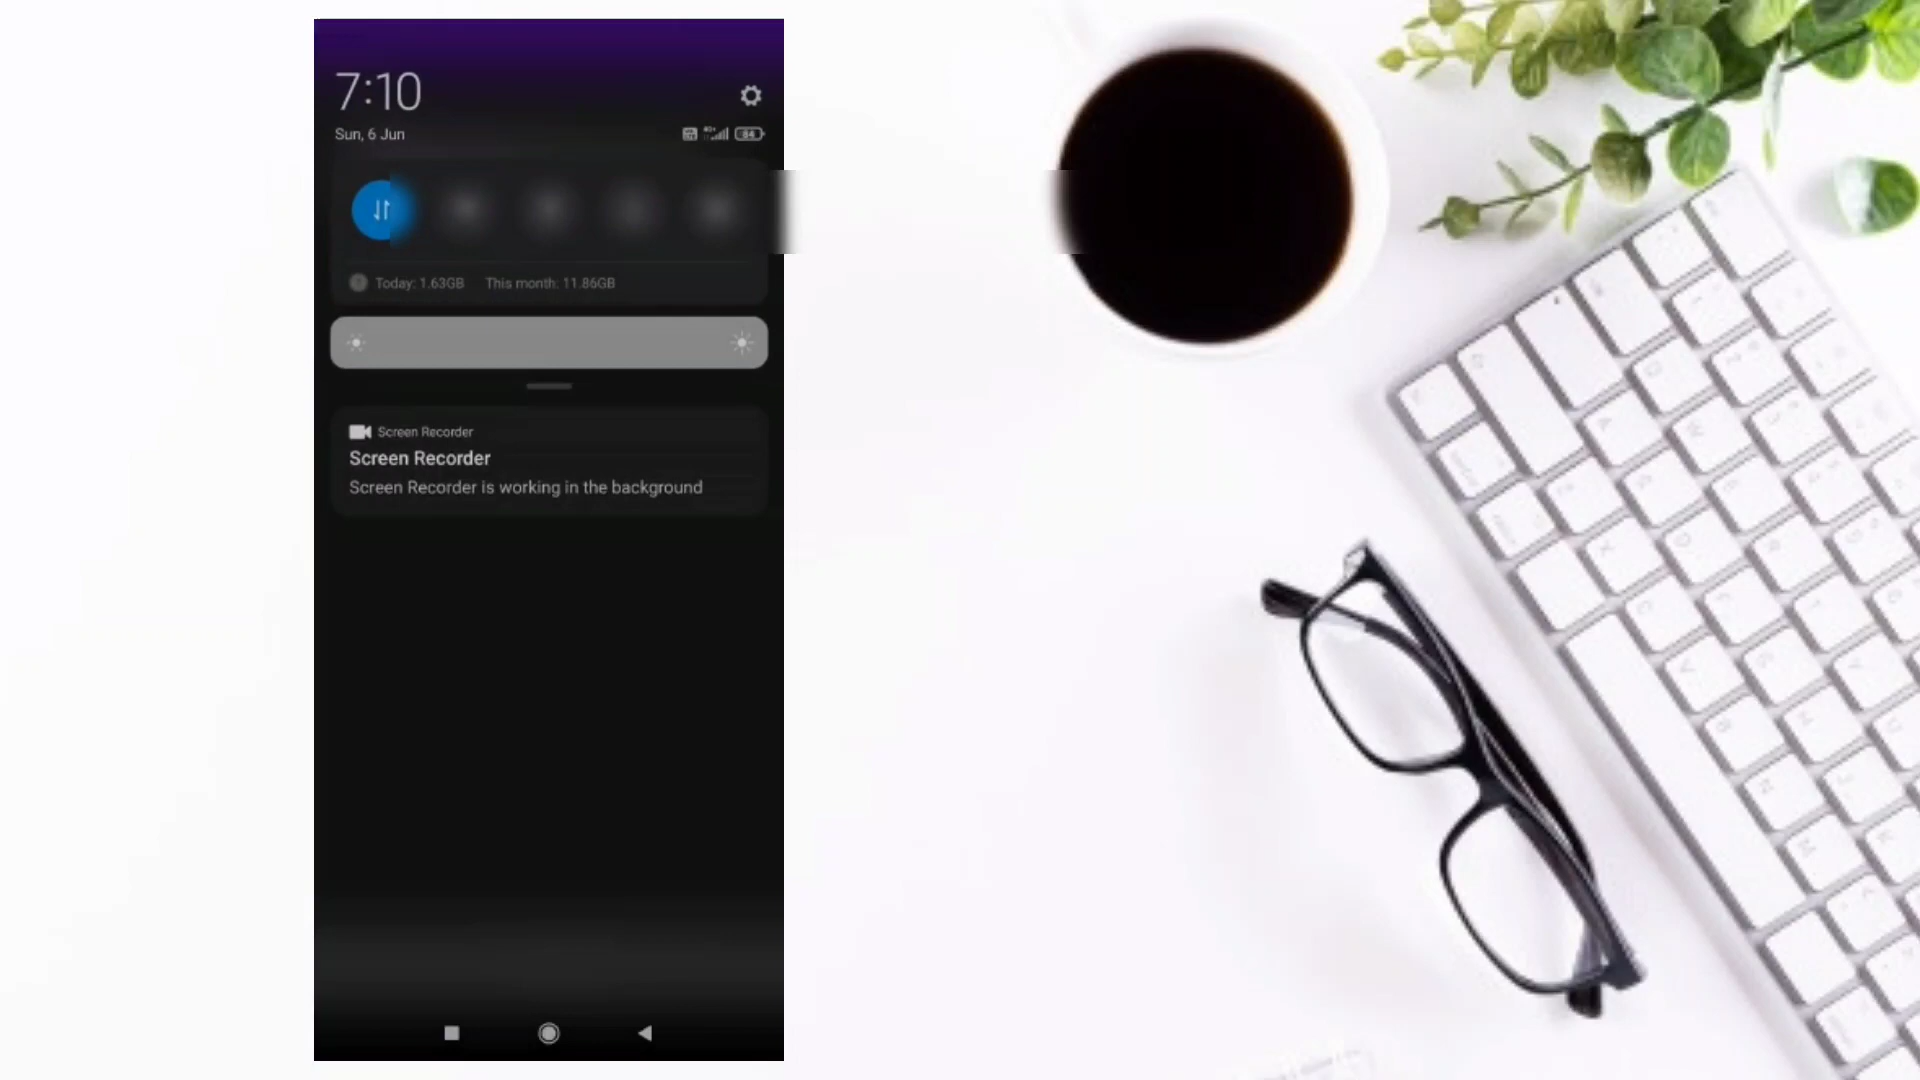 7:10
Sun, 6 Jun
84
Today: 1.63GB This month: 11.86GB
Screen Recorder
Screen Recorder
Screen Recorder is working in the background